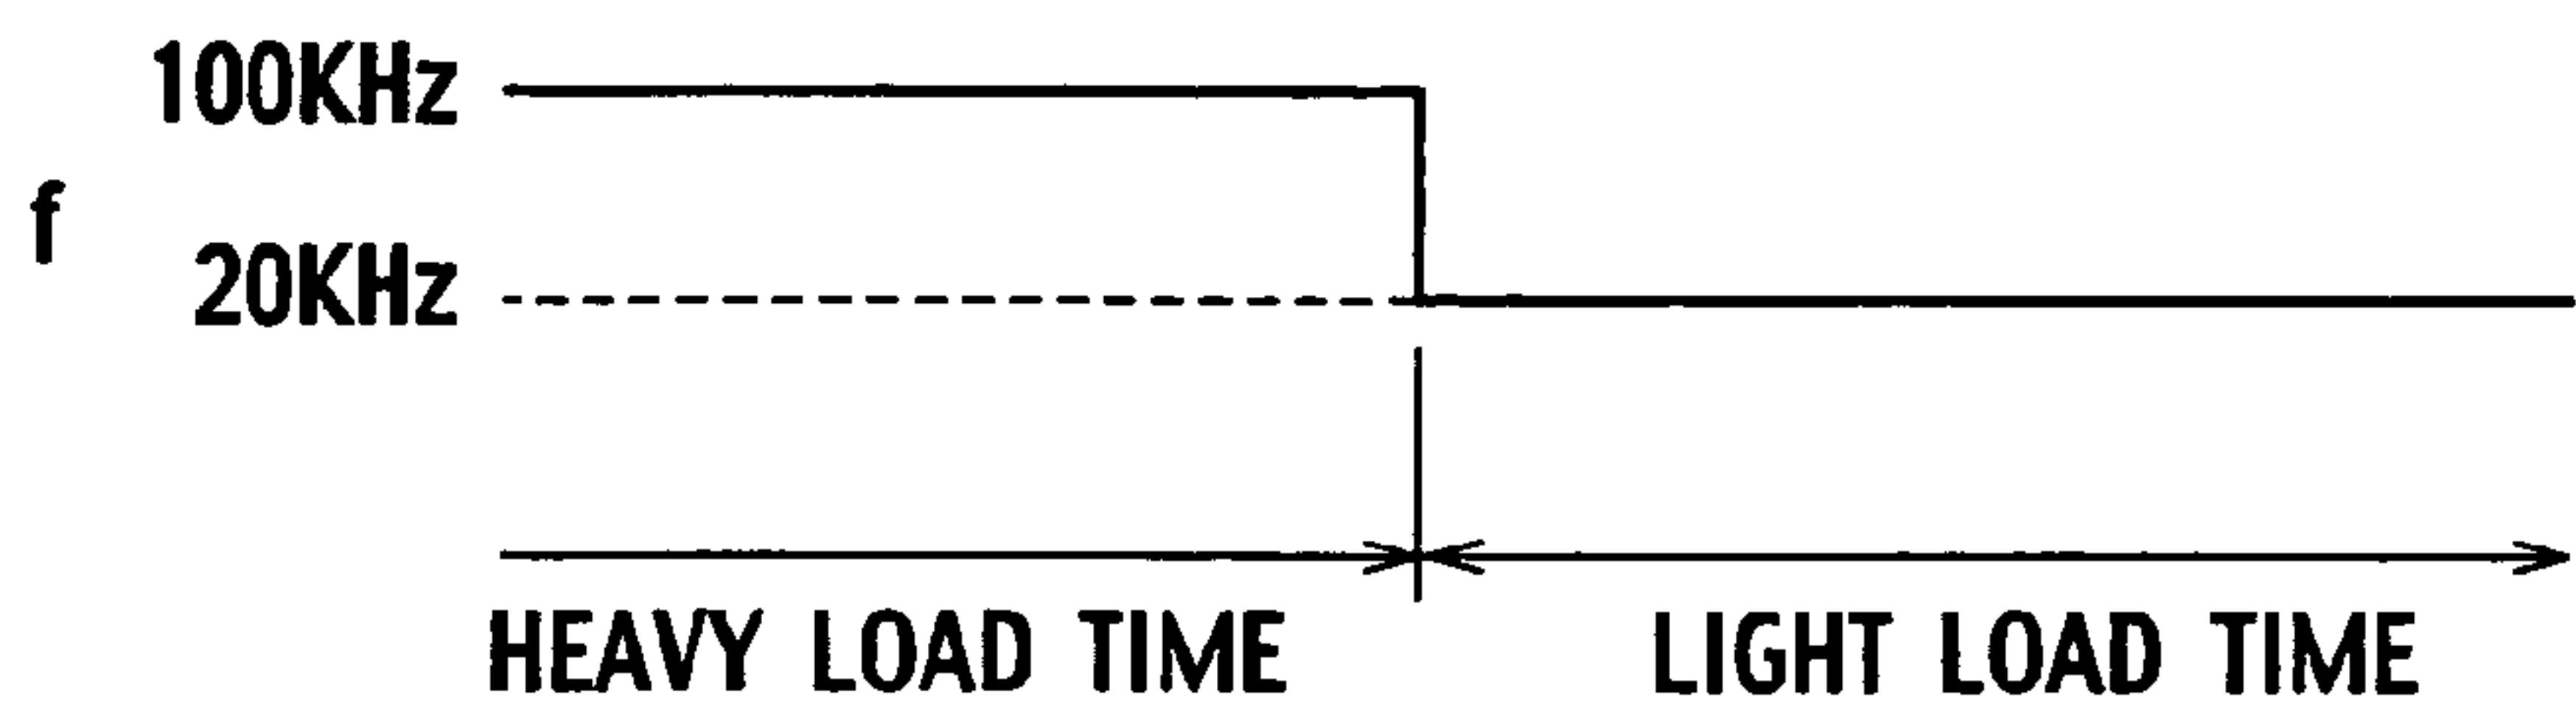 100KHz
f
20KHz
HEAVY LOAD TIME
LIGHT LOAD TIME